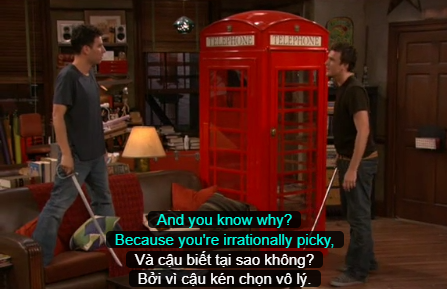 TELEPHONE
TELEPHONE
And you know why?
Because you're irrationally picky,
Và cậu biết tại sao không?
Bởi vì cậu kén chọn vô lý.